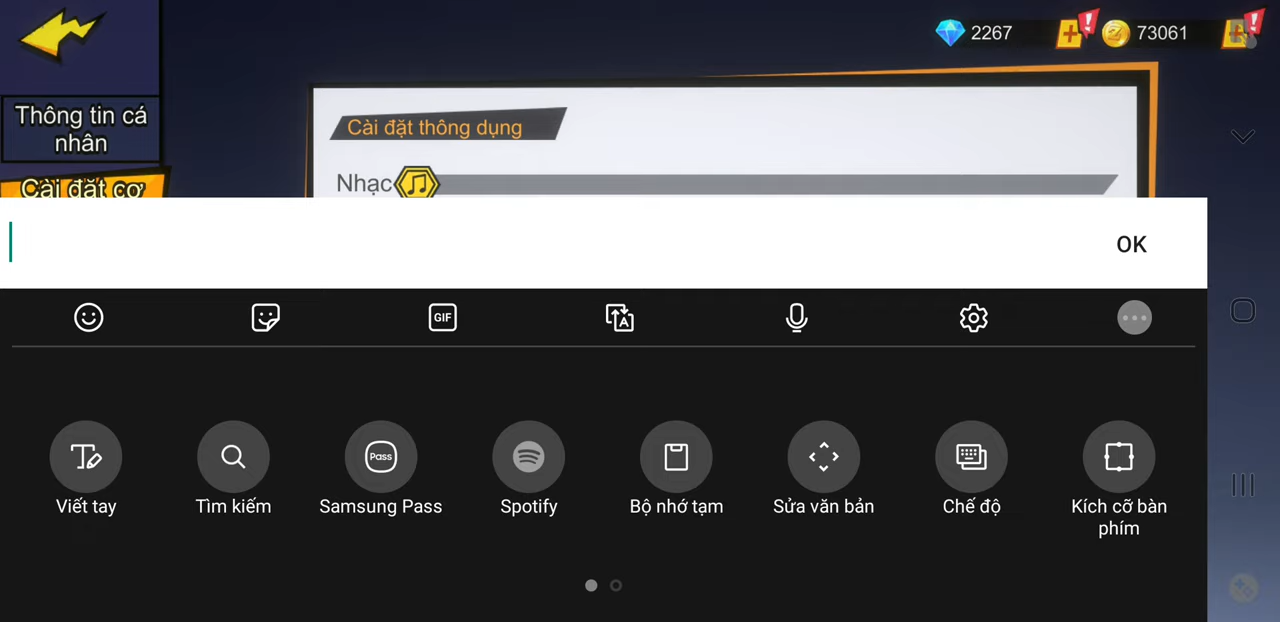 2267
73061
Thông tin cá
nhân
Cài đặt thông dụng
Nhạc
Cài đặt cơ
OK
GIF
A
Pass
Viết tay
Tìm kiếm
Samsung Pass
Spotify
Bộ nhớ tạm
Sửa văn bản
Chế độ
Kích cỡ bàn
phím